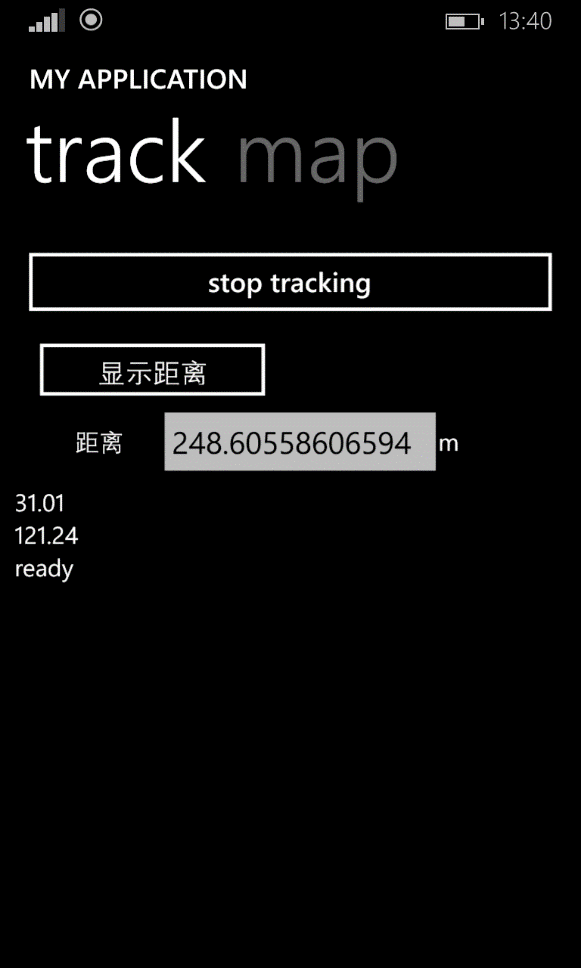 13:40
MY APPLICATION
track map
stop tracking
显示距离
距离 248.60558606594 m
31.01
121.24
ready